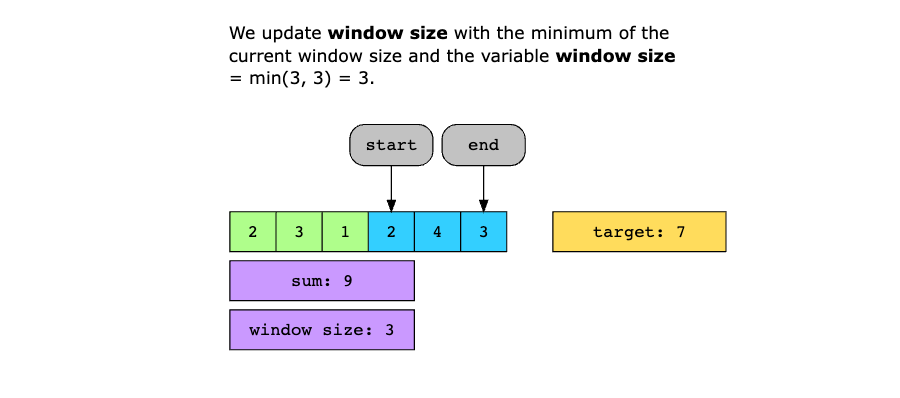 We update window size with the minimum of the
current window size and the variable window size
= min(3, 3) = 3.
start end
2 3 1 2 4 3 target: 7
sum: 9
window size: 3